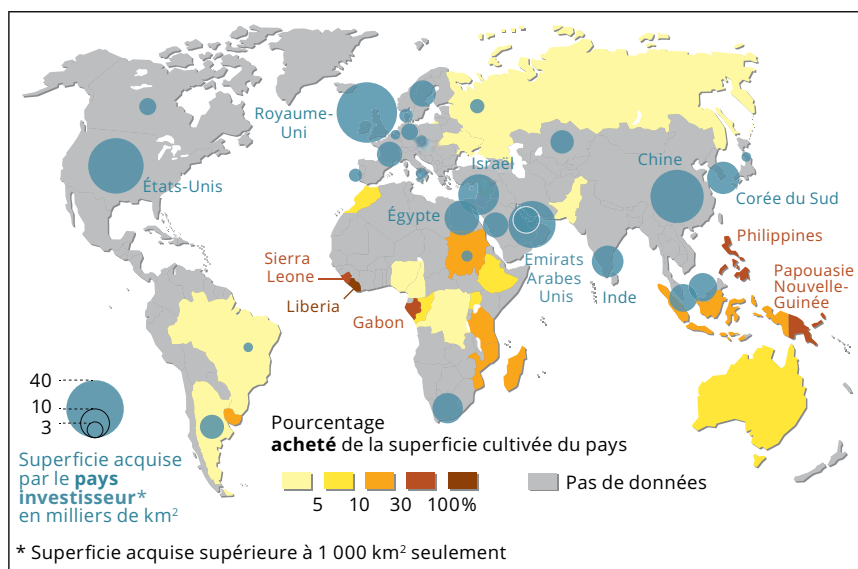 Royaume-
Uni
États-Unis
Israël
Chine
Corée du Sud
Égypte
Philippines
Sierra
Leone
Emirats
Arabes
Unis
Inde
Papouasie
Nouvelle-
Guinée
Liberia
Gabon
40
10
3
Superficie acquise
par le pays
investisseur*
en milliers de km²
Pourcentage
acheté de la superficie cultivée du pays
5 10 30 100%
Pas de données
* Superficie acquise supérieure à 1 000 km² seulement